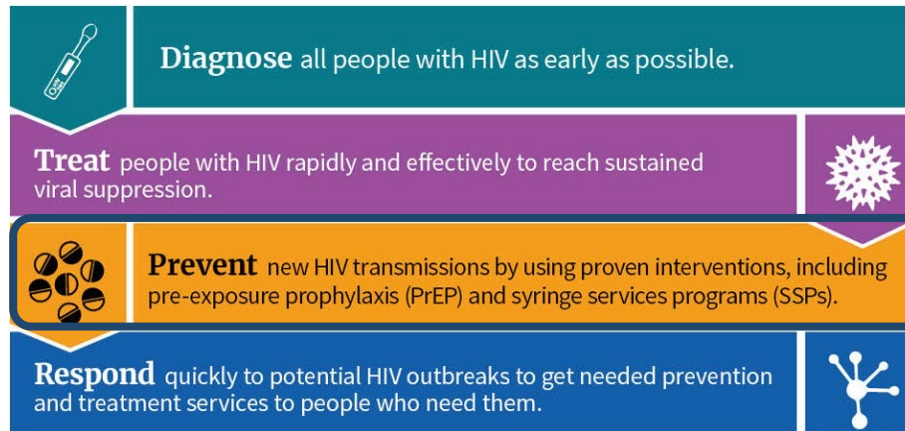 Diagnose all people with HIV as early as possible.
Treat people with HIV rapidly and effectively to reach sustained
viral suppression.
Prevent new HIV transmissions by using proven interventions, including
pre-exposure prophylaxis (PrEP) and syringe services programs (SSPs).
Respond quickly to potential HIV outbreaks to get needed prevention
and treatment services to people who need them.